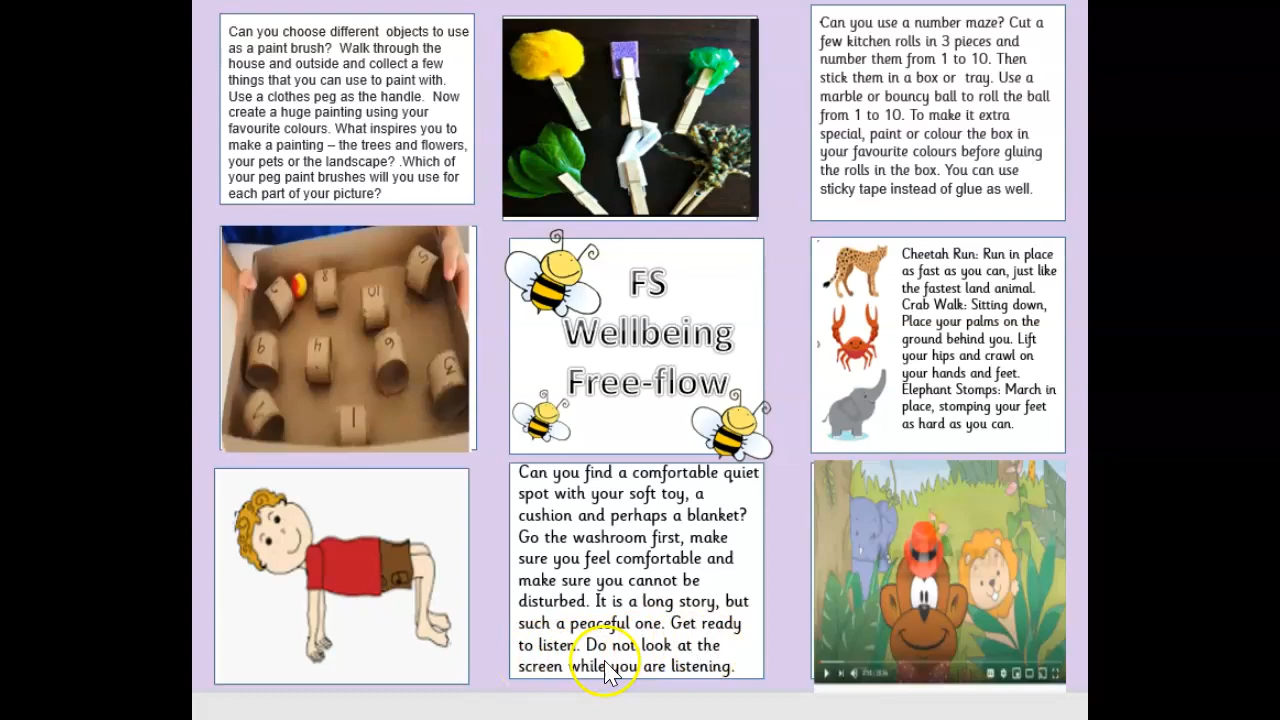 Can you choose different  objects to use
as a paint brush?  Walk through the
house and outside and collect a few
things that you can use to paint with.
Use a clothes peg as the handle.  Now
create a huge painting using your
favourite colours. What inspires you to
make a painting – the trees and flowers,
your pets or the landscape? .Which of
your peg paint brushes will you use for
each part of your picture?
Can you use a number maze? Cut a
few kitchen rolls in 3 pieces and
number them from 1 to 10. Then
stick them in a box or  tray. Use a
marble or bouncy ball to roll the ball
from 1 to 10. To make it extra
special, paint or colour the box in
your favourite colours before gluing
the rolls in the box. You can use
sticky tape instead of glue as well.
5
8
2
10
9
4
6
3
7
1
FS
Wellbeing
Free-flow
Cheetah Run: Run in place
as fast as you can, just like
the fastest land animal.
Crab Walk: Sitting down,
Place your palms on the
ground behind you. Lift
your hips and crawl on
your hands and feet.
Elephant Stomps: March in
place, stomping your feet
as hard as you can.
Can you find a comfortable quiet
spot with your soft toy, a
cushion and perhaps a blanket?
Go the washroom first, make
sure you feel comfortable and
make sure you cannot be
disturbed. It is a long story, but
such a peaceful one. Get ready
to listen.. Do not look at the
screen while you are listening.